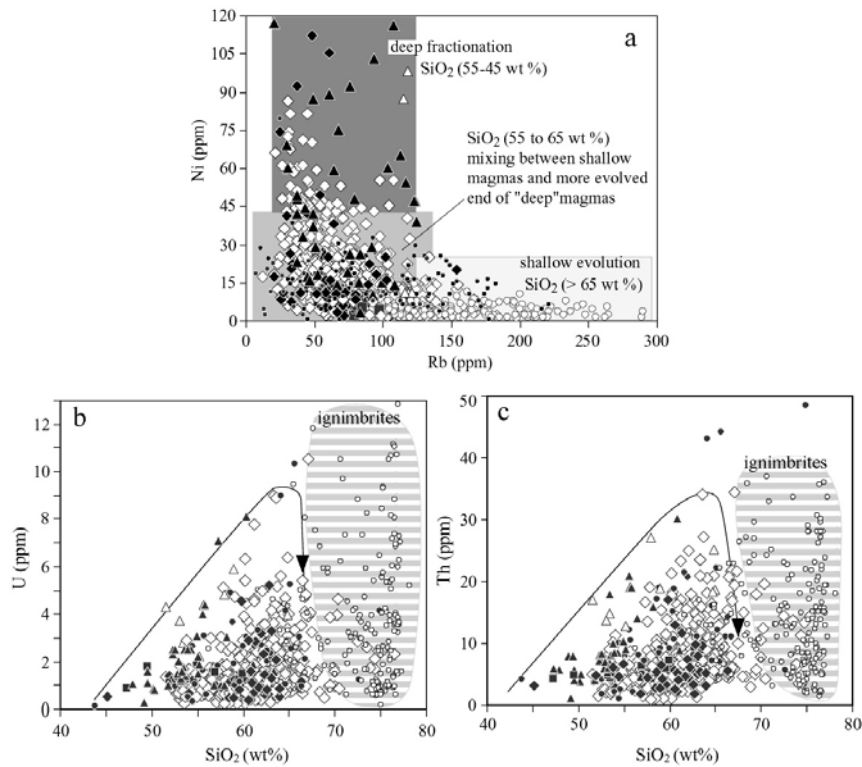 120
105
90
75
60
45
30
15
0
Ni (ppm)
a
deep fractionation
SiO₂ (55-45 wt %)
SiO₂ (55 to 65 wt %)
mixing between shallow
magmas and more evolved
end of "deep"magmas
shallow evolution
SiO₂ (> 65 wt %)
0 50 100 150 200 250 300
Rb (ppm)
b
ignimbrites
12
10
8
6
4
2
0
U (ppm)
40 50 60 70 80
SiO₂ (wt%)
c
ignimbrites
50
40
30
20
10
0
Th (ppm)
40 50 60 70 80
SiO₂ (wt%)